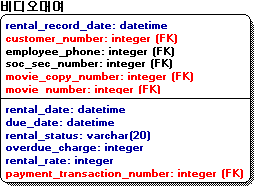 비디오대여
rental_record_date: datetime
customer_number: integer (FK)
employee_phone: integer (FK)
soc_sec_number: integer (FK)
movie_copy_number: integer (FK)
movie_number: integer (FK)
rental_date: datetime
due_date: datetime
rental_status: varchar(20)
overdue_charge: integer
rental_rate: integer
payment_transaction_number: integer (FK)